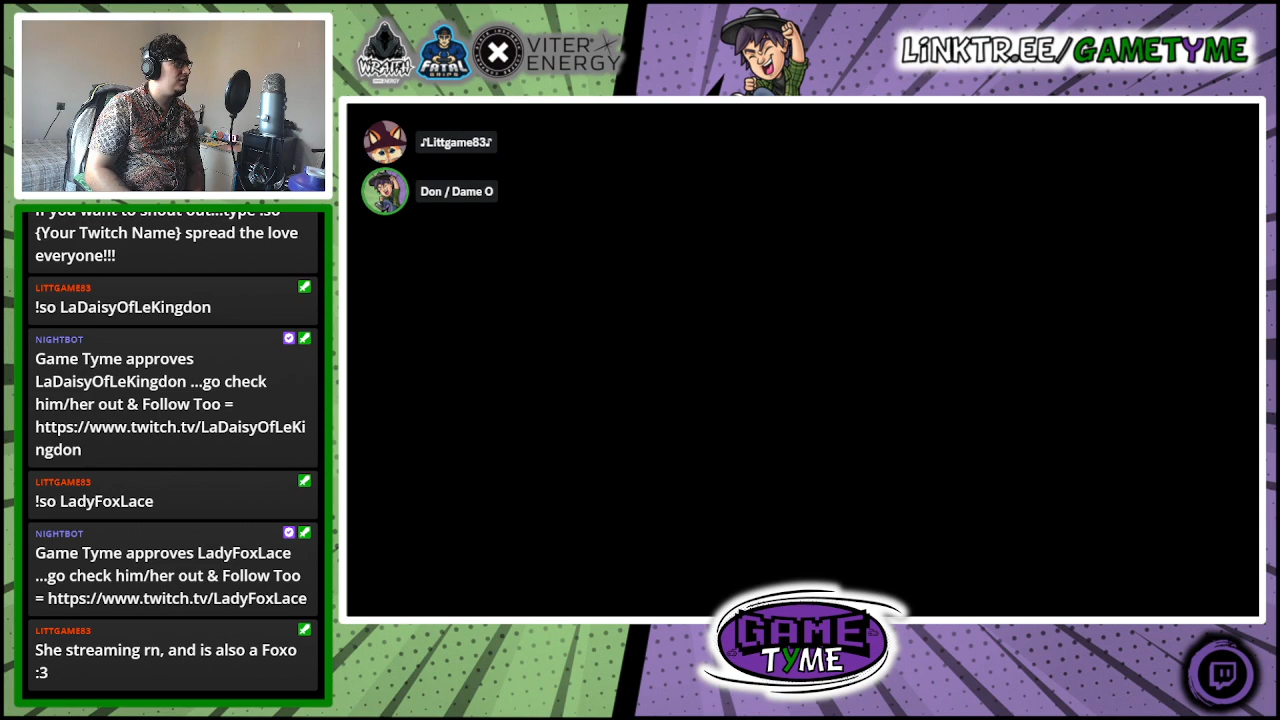 WRATH
ENERGY
FATAL
GRIPS
VITER
ENERGY
LINKTR.EE/GAMETYME
♪Littgame83♪
Don / Dame O
If you want to shout out...type !so
{Your Twitch Name} spread the love
everyone!!!
LITTGAME83
!so LaDaisyOfLeKingdon
NIGHTBOT
Game Tyme approves
LaDaisyOfLeKingdon ...go check
him/her out & Follow Too =
https://www.twitch.tv/LaDaisyOfLeKi
ngdon
LITTGAME83
!so LadyFoxLace
NIGHTBOT
Game Tyme approves LadyFoxLace
...go check him/her out & Follow Too
= https://www.twitch.tv/LadyFoxLace
LITTGAME83
She streaming rn, and is also a Foxo
:3
GAME
TYME